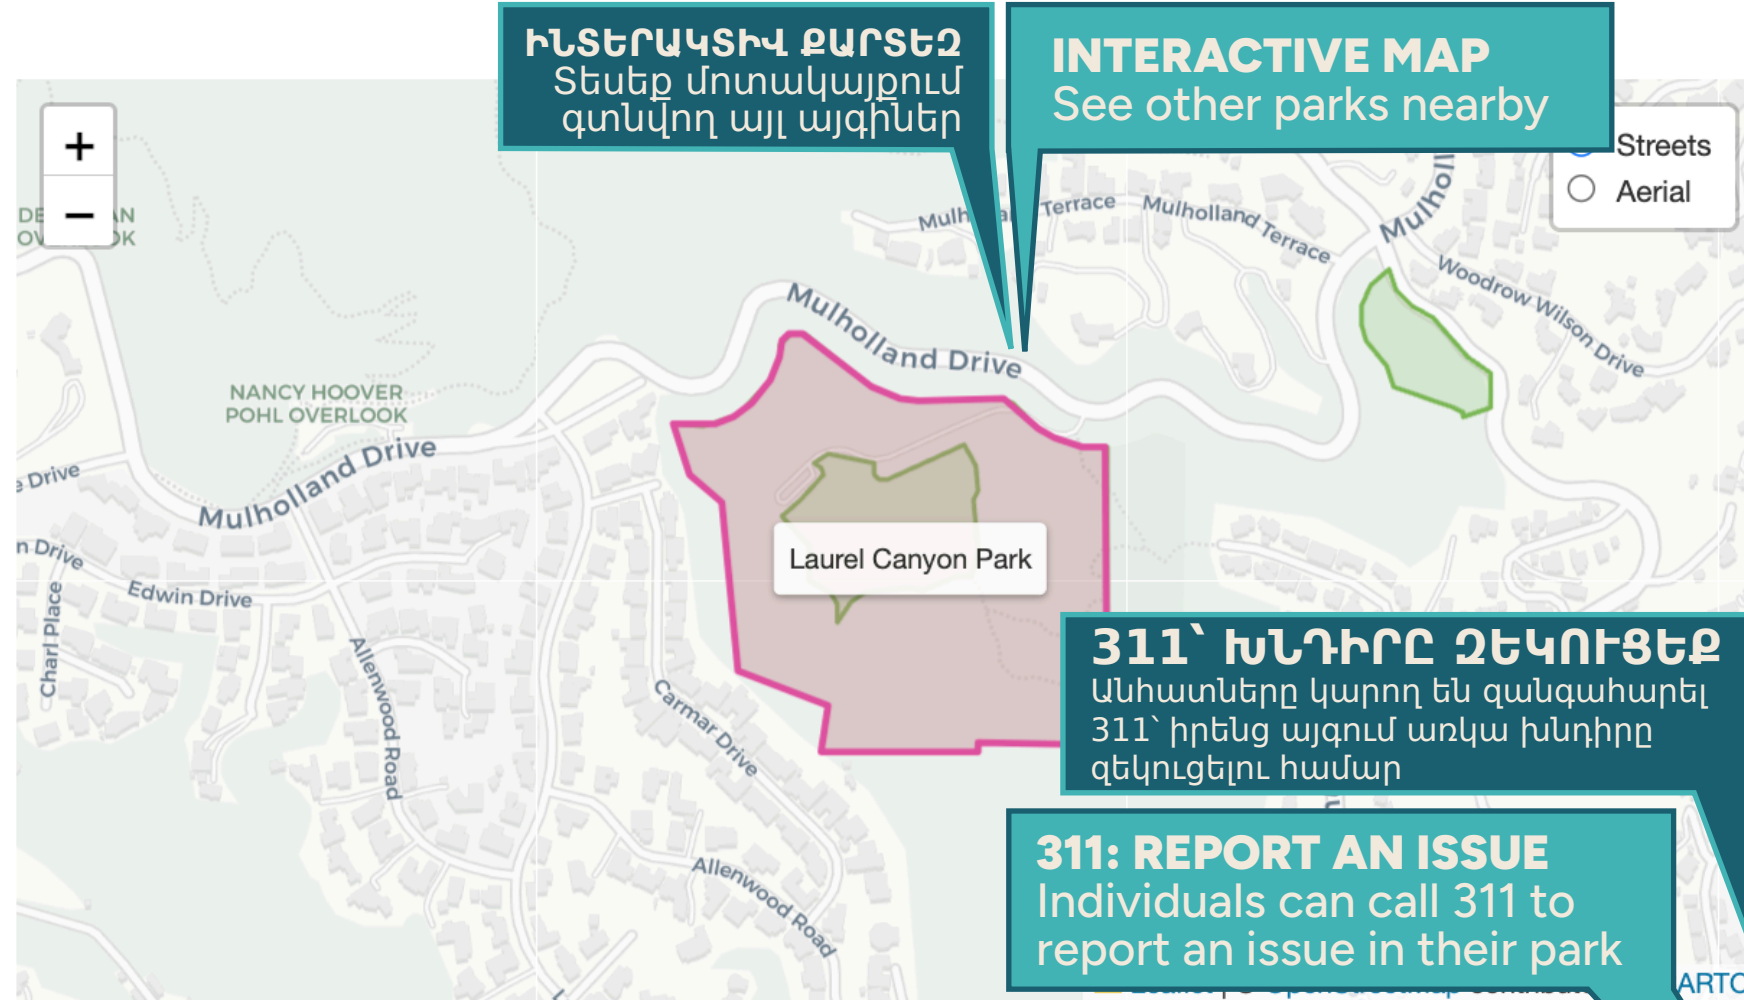 ԻՆՏԵՐԱԿՏԻՎ ՔԱՐՏԵԶ
Տեսեք մոտակայքում
գտնվող այլ այգիներ
INTERACTIVE MAP
See other parks nearby
+
−
Streets
Aerial
Terrace
Mulholland Terrace
Woodrow Wilson Drive
Mulholland Drive
NANCY HOOVER
POHL OVERLOOK
Mulholland Drive
Drive
Drive
Edwin Drive
Charl Place
Allenwood Road
Carmar Drive
Allenwood Road
Laurel Canyon Park
311՝ ԽՆԴԻՐԸ ԶԵԿՈՒՑԵՔ
Անհատները կարող են զանգահարել
311՝ իրենց այգում առկա խնդիրը
զեկուցելու համար
311: REPORT AN ISSUE
Individuals can call 311 to
report an issue in their park